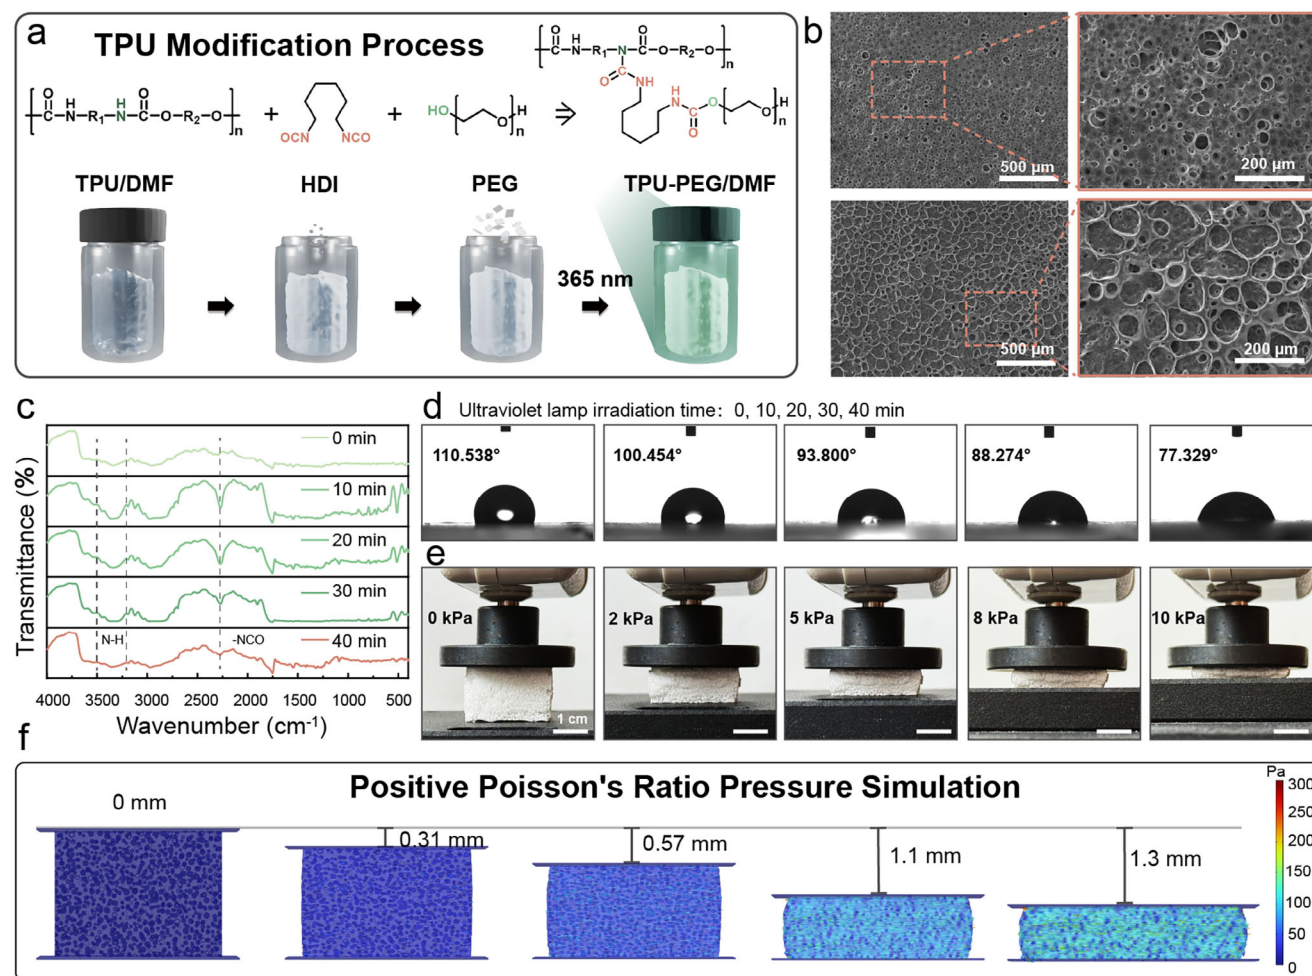 a
TPU Modification Process
C N R₁ N C O R₂ O n
O H H O
+
OCN NCO
+
HO O H n
⇒
C N R₁ N C O R₂ O n
O H O
O C NH
H N C O O H n
O
TPU/DMF
HDI
PEG
TPU-PEG/DMF
365 nm
b
500 µm
200 µm
500 µm
200 µm
c
Transmittance (%)
0 min
10 min
20 min
30 min
40 min
N-H
-NCO
4000 3500 3000 2500 2000 1500 1000 500
Wavenumber (cm⁻¹)
d
Ultraviolet lamp irradiation time: 0, 10, 20, 30, 40 min
110.538°
100.454°
93.800°
88.274°
77.329°
e
0 kPa
1 cm
2 kPa
5 kPa
8 kPa
10 kPa
f
Positive Poisson's Ratio Pressure Simulation
0 mm
0.31 mm
0.57 mm
1.1 mm
1.3 mm
Pa
300
250
200
150
100
50
0